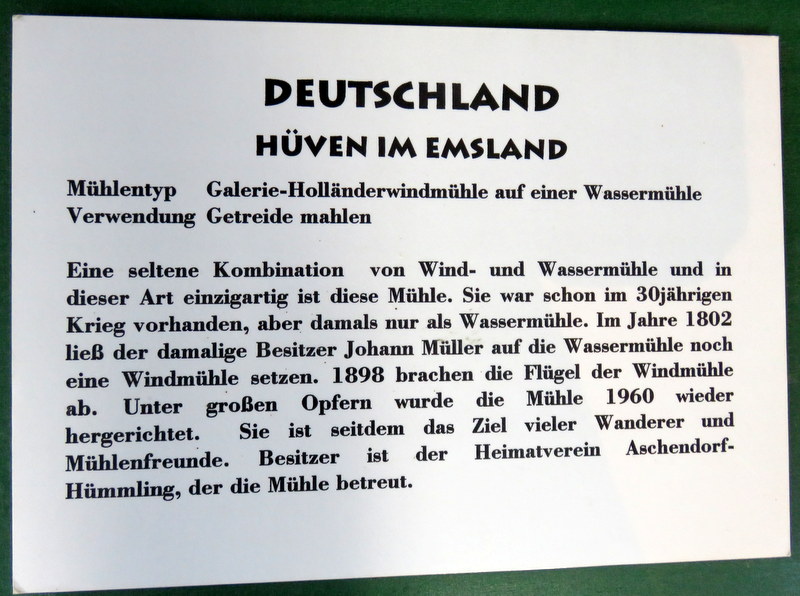 DEUTSCHLAND
HÜVEN IM EMSLAND
Mühlentyp Galerie-Holländerwindmühle auf einer Wassermühle
Verwendung Getreide mahlen
Eine seltene Kombination von Wind- und Wassermühle und in
dieser Art einzigartig ist diese Mühle. Sie war schon im 30jährigen
Krieg vorhanden, aber damals nur als Wassermühle. Im Jahre 1802
ließ der damalige Besitzer Johann Müller auf die Wassermühle noch
eine Windmühle setzen. 1898 brachen die Flügel der Windmühle
ab. Unter großen Opfern wurde die Mühle 1960 wieder
hergerichtet. Sie ist seitdem das Ziel vieler Wanderer und
Mühlenfreunde. Besitzer ist der Heimatverein Aschendorf-
Hümmling, der die Mühle betreut.